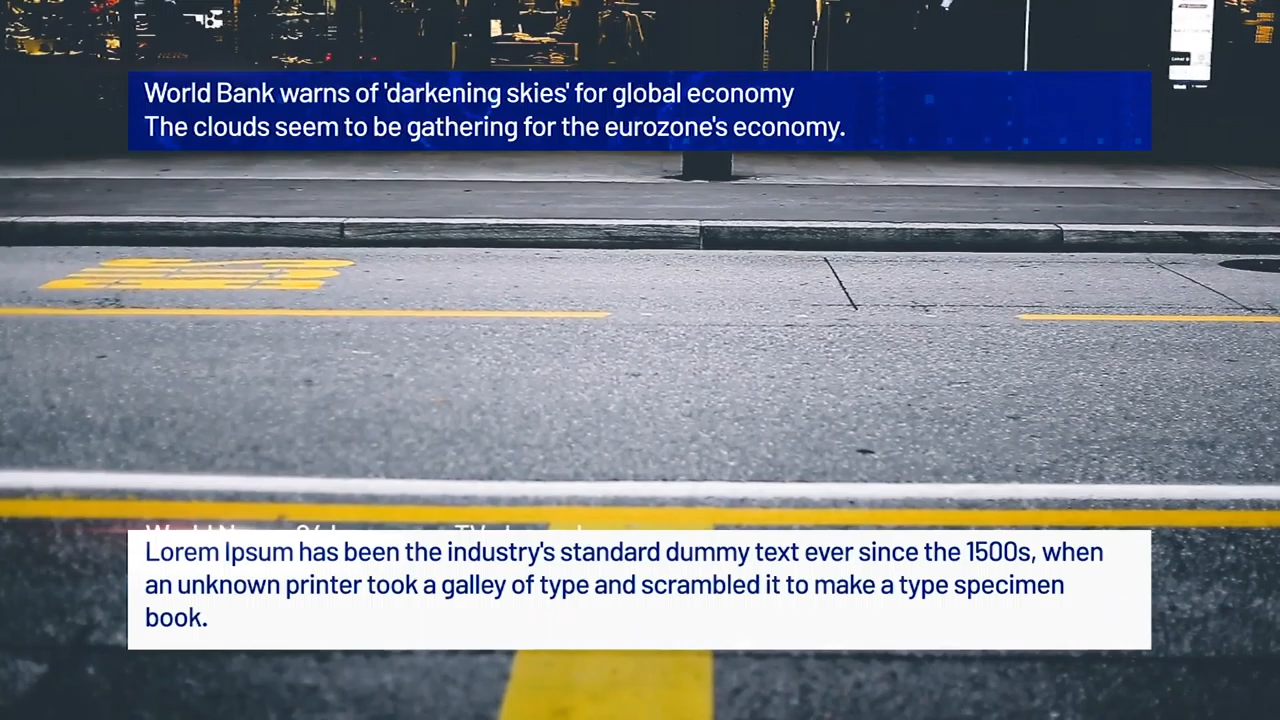 World Bank warns of 'darkening skies' for global economy
The clouds seem to be gathering for the eurozone's economy.
Lorem Ipsum has been the industry's standard dummy text ever since the 1500s, when
an unknown printer took a galley of type and scrambled it to make a type specimen
book.